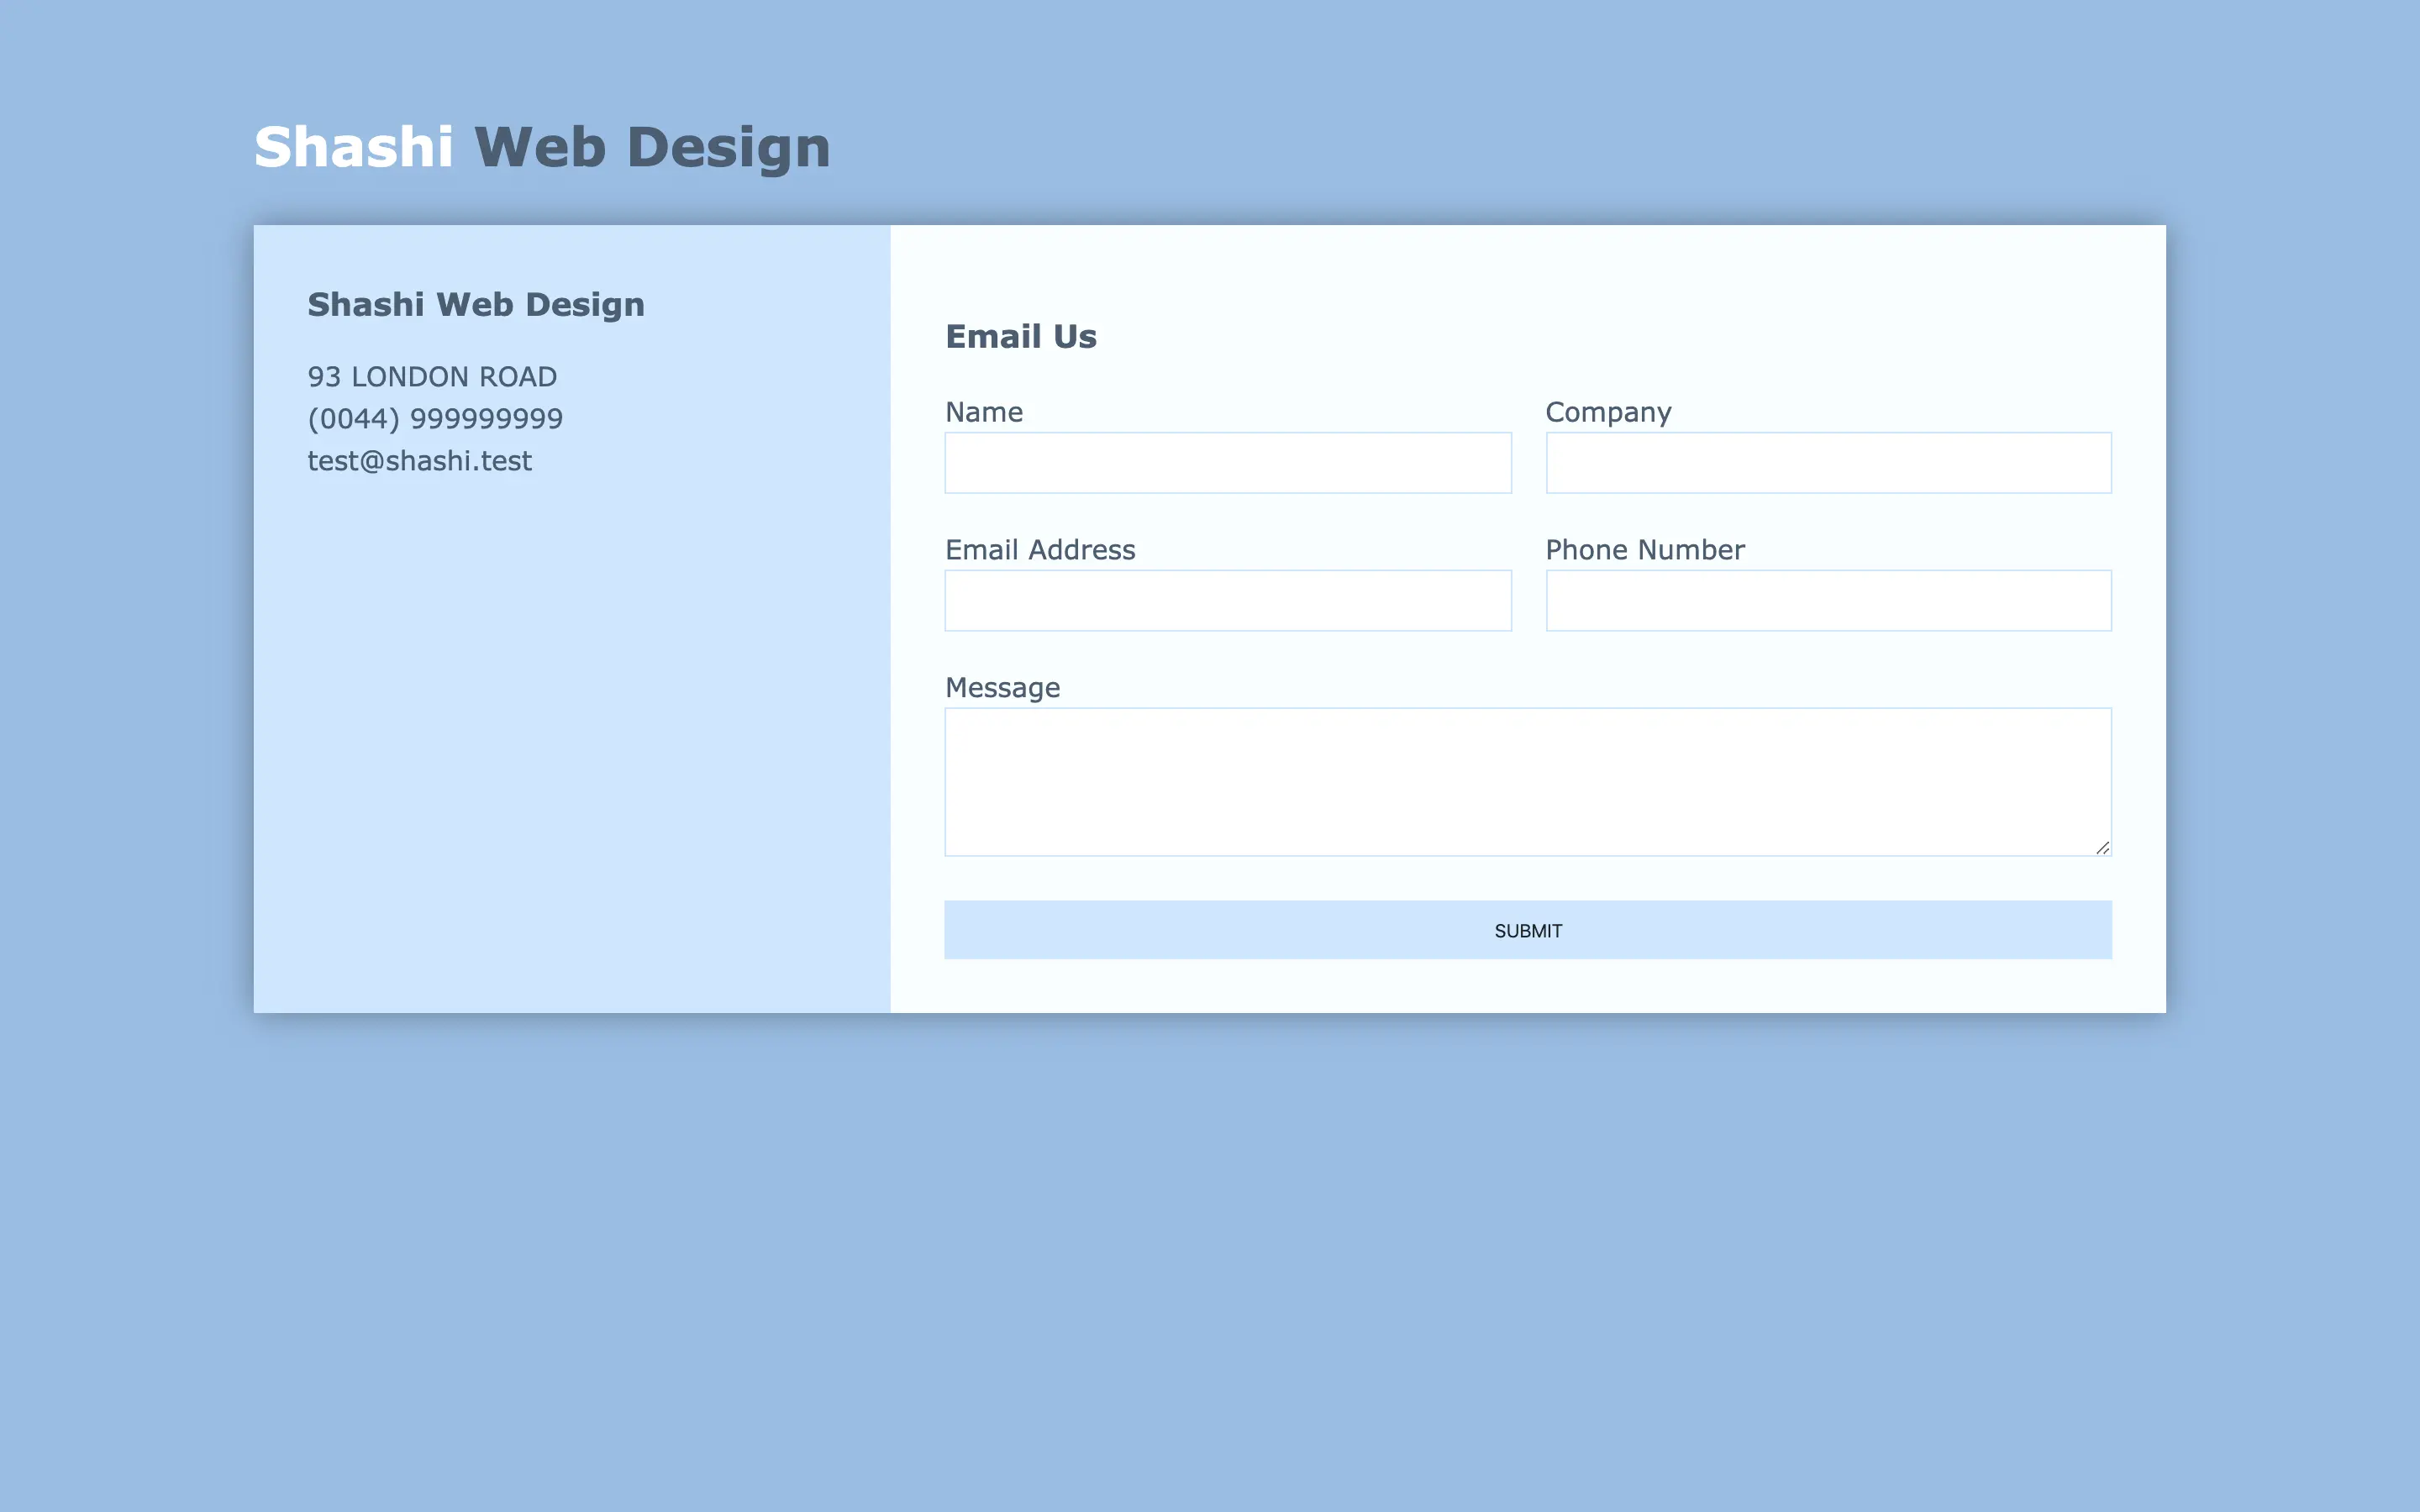 Shashi Web Design
Shashi Web Design
93 LONDON ROAD
(0044) 999999999
test@shashi.test
Email Us
Name
Company
Email Address
Phone Number
Message
SUBMIT